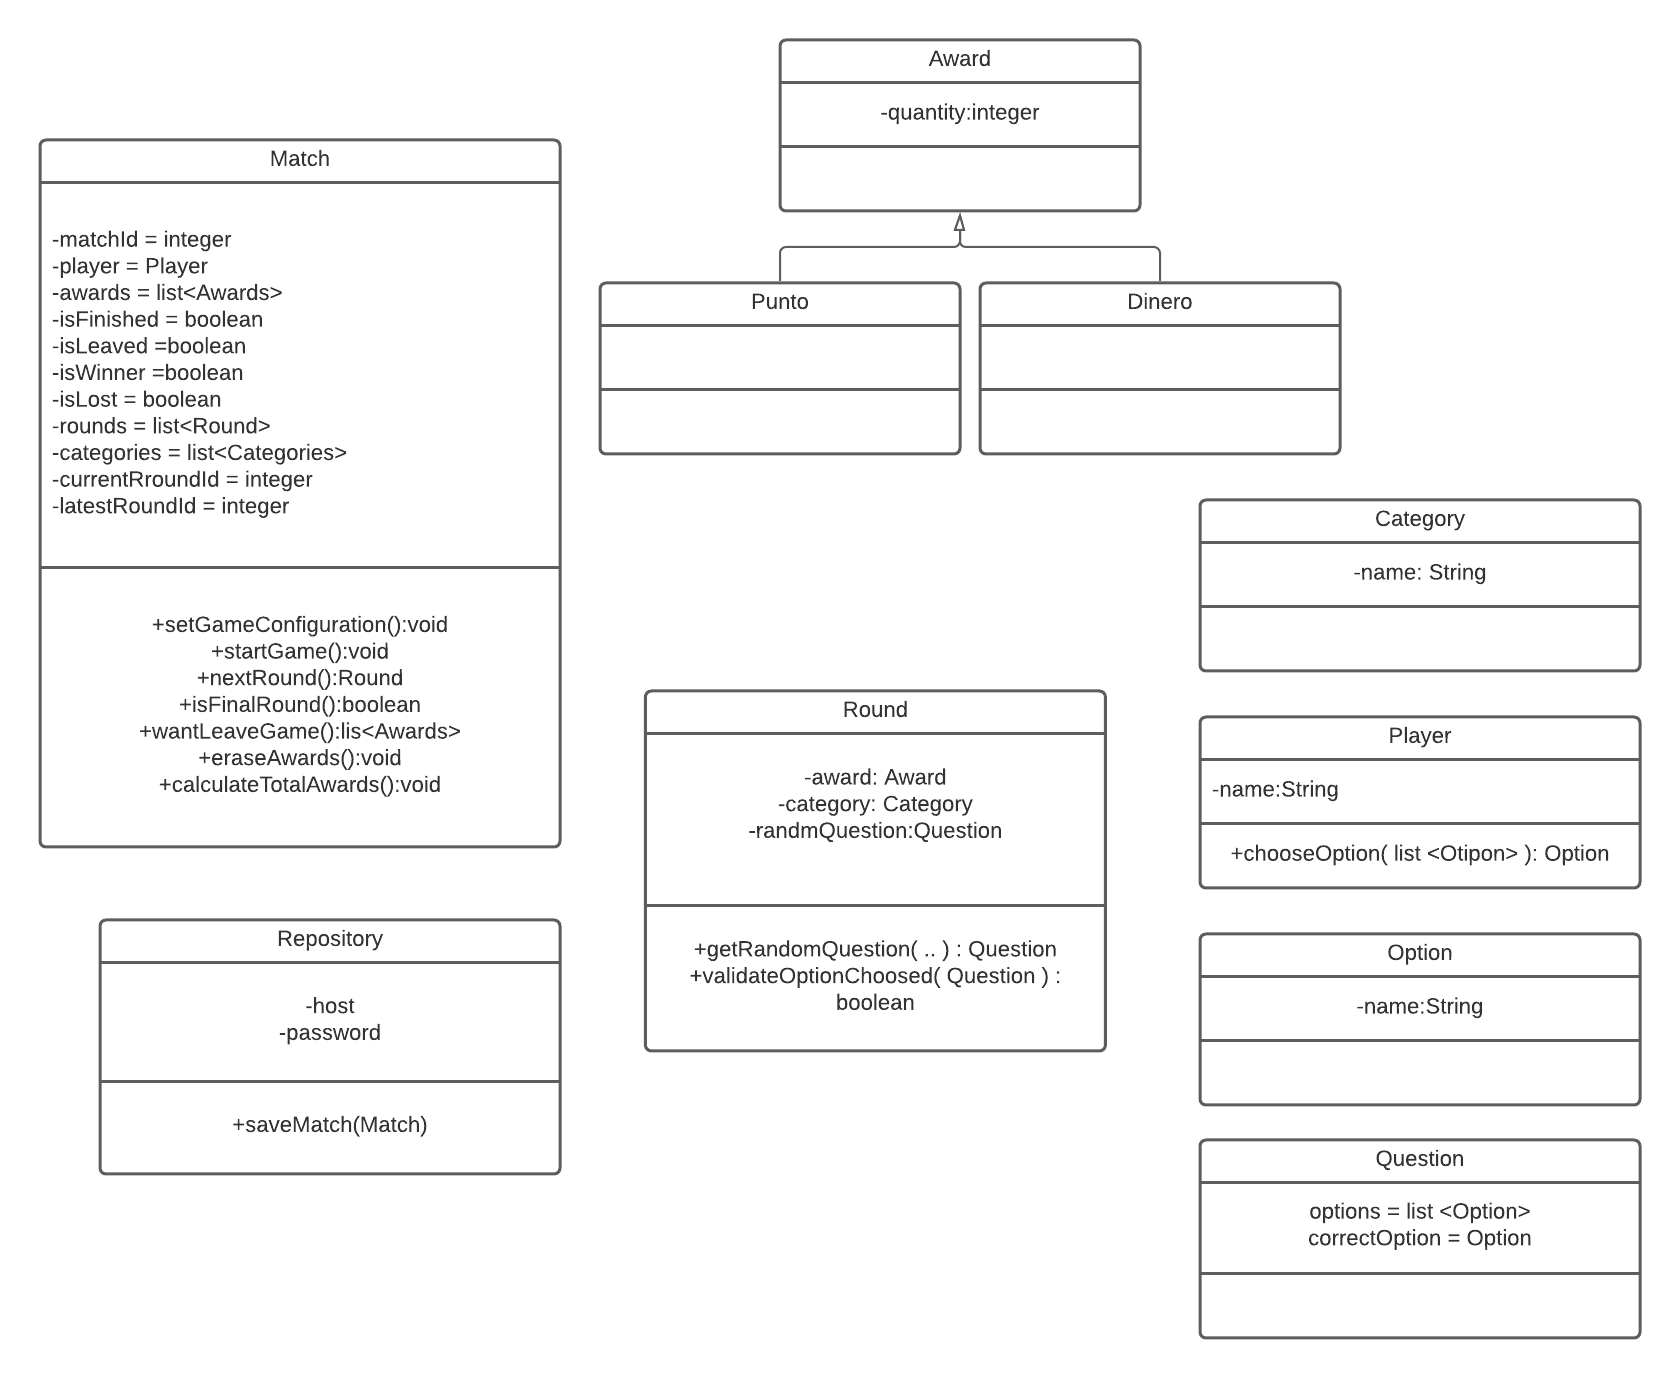 Award
-quantity:integer
Match
-matchId = integer
-player = Player
-awards = list<Awards>
-isFinished = boolean
-isLeaved =boolean
-isWinner =boolean
-isLost = boolean
-rounds = list<Round>
-categories = list<Categories>
-currentRroundId = integer
-latestRoundId = integer
+setGameConfiguration():void
+startGame():void
+nextRound():Round
+isFinalRound():boolean
+wantLeaveGame():lis<Awards>
+eraseAwards():void
+calculateTotalAwards():void
Punto
Dinero
Category
-name: String
Round
-award: Award
-category: Category
-randmQuestion:Question
+getRandomQuestion( .. ) : Question
+validateOptionChoosed( Question ) :
boolean
Player
-name:String
+chooseOption( list <Otipon> ): Option
Repository
-host
-password
+saveMatch(Match)
Option
-name:String
Question
options = list <Option>
correctOption = Option